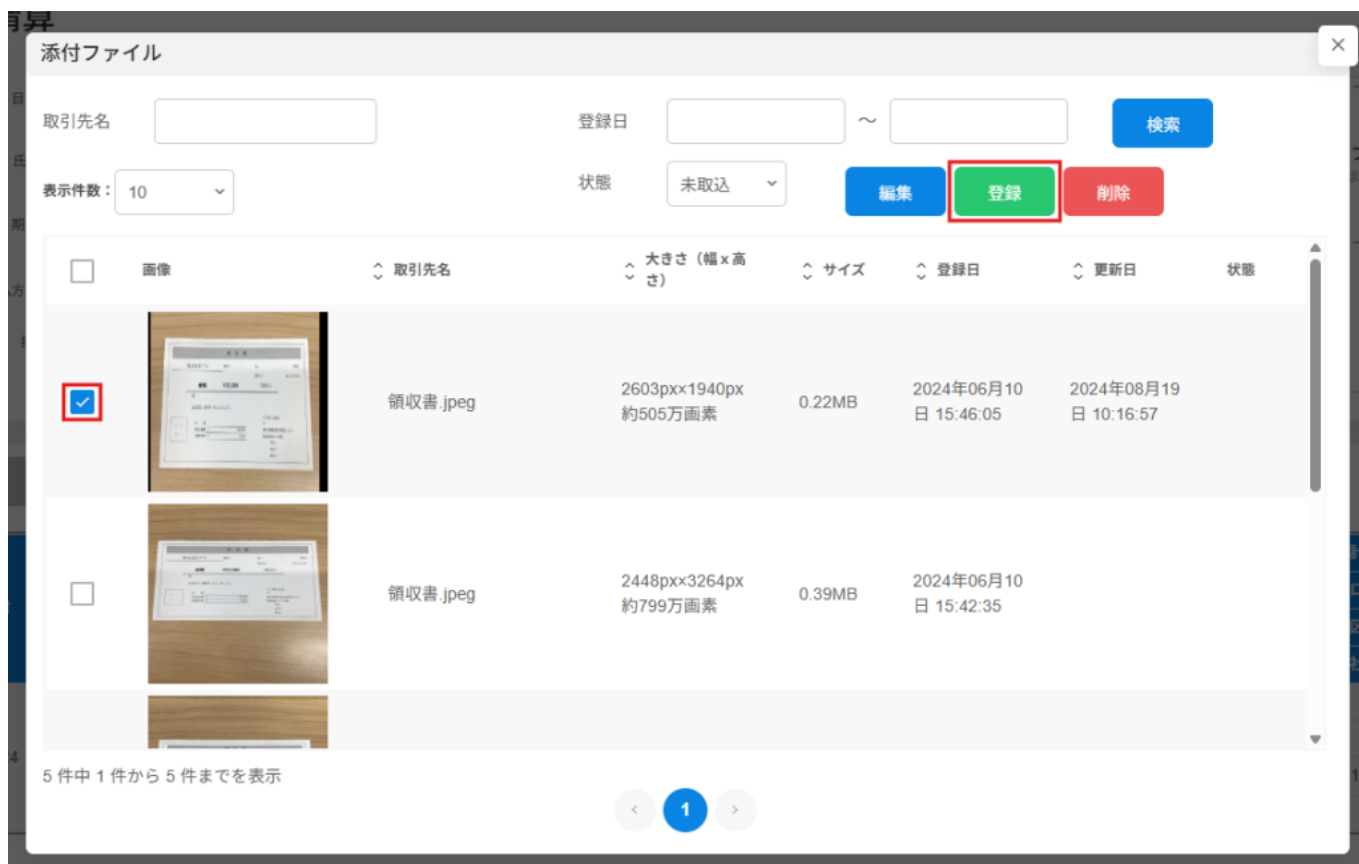 添付ファイル
×
取引先名
登録日 ～ 検索
表示件数： 10
状態 未取込 編集 登録 削除
画像 取引先名 大きさ（幅 x 高さ） サイズ 登録日 更新日 状態
領収書.jpeg
2603px×1940px
約505万画素
0.22MB
2024年06月10
日 15:46:05
2024年08月19
日 10:16:57
領収書.jpeg
2448px×3264px
約799万画素
0.39MB
2024年06月10
日 15:42:35
5 件中 1 件から 5 件までを表示
‹ 1 ›